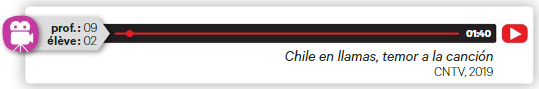 prof.: 09
élève: 02
01:40
Chile en llamas, temor a la canción
CNTV, 2019